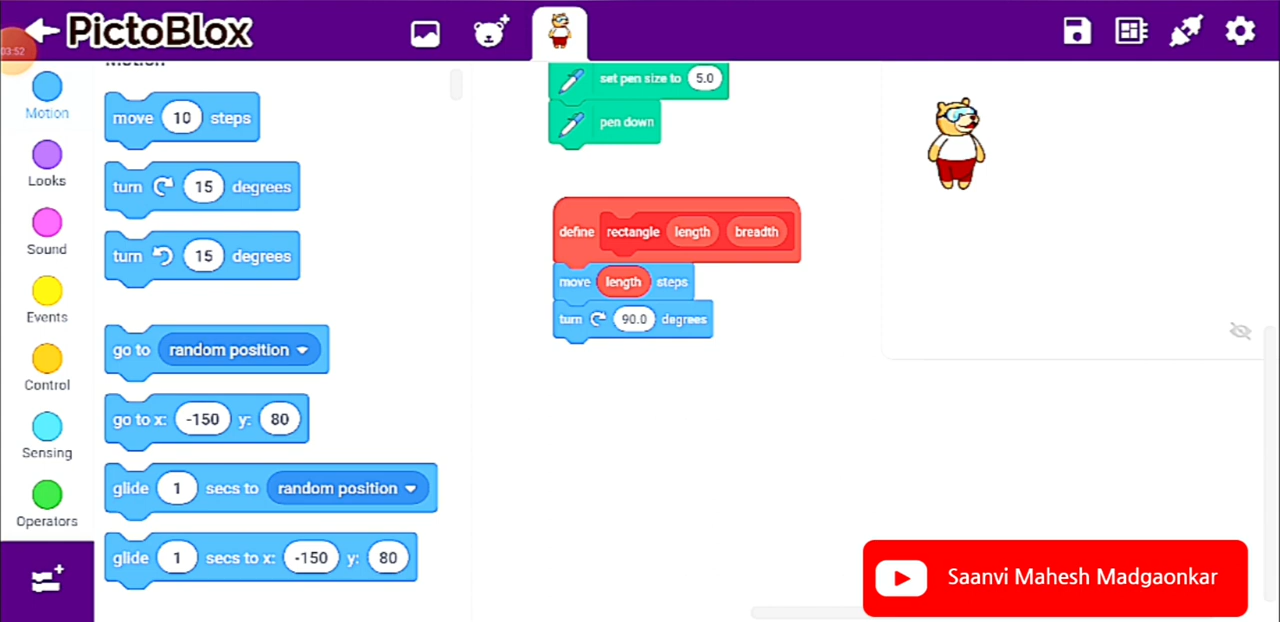 PictoBlox
03:52
Motion
Looks
Sound
Events
Control
Sensing
Operators
Motion
move 10 steps
turn 15 degrees
turn 15 degrees
go to random position
go to x: -150 y: 80
glide 1 secs to random position
glide 1 secs to x: -150 y: 80
set pen size to 5.0
pen down
define rectangle length breadth
move length steps
turn 90.0 degrees
Saanvi Mahesh Madgaonkar